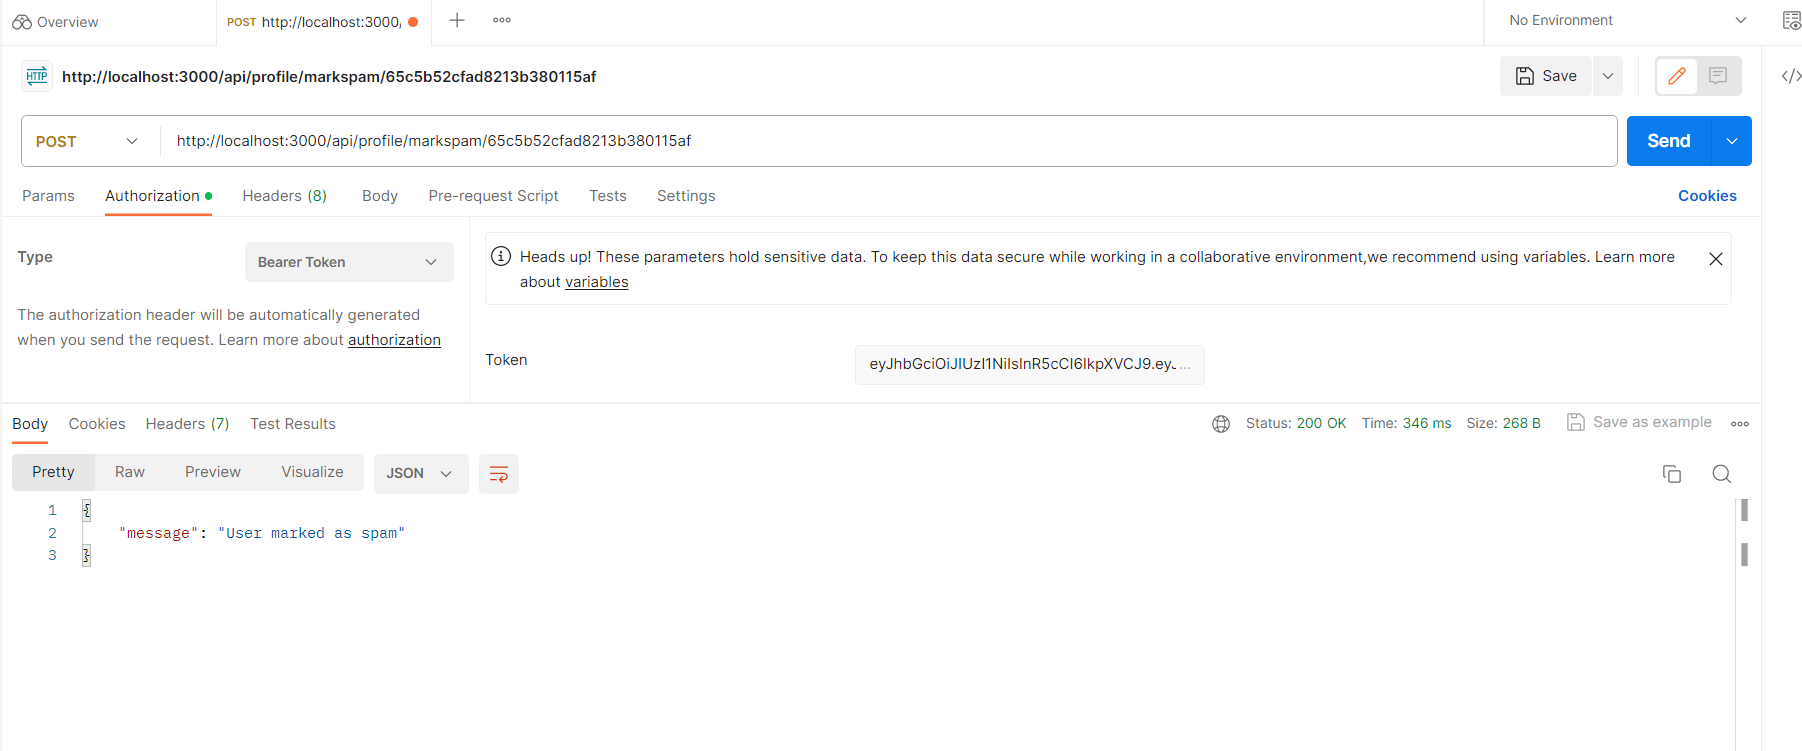 Overview
POST http://localhost:3000/
No Environment
HTTP http://localhost:3000/api/profile/markspam/65c5b52cfad8213b380115af
Save
POST http://localhost:3000/api/profile/markspam/65c5b52cfad8213b380115af
Send
Params Authorization Headers (8) Body Pre-request Script Tests Settings Cookies
Type Bearer Token
The authorization header will be automatically generated
when you send the request. Learn more about authorization
Heads up! These parameters hold sensitive data. To keep this data secure while working in a collaborative environment,we recommend using variables. Learn more
about variables
Token eyJhbGciOiJIUzI1NiIsInR5cCI6IkpXVCJ9.eyJ...
Body Cookies Headers (7) Test Results
Status: 200 OK Time: 346 ms Size: 268 B Save as example
Pretty Raw Preview Visualize JSON
1 {
2 "message": "User marked as spam"
3 }